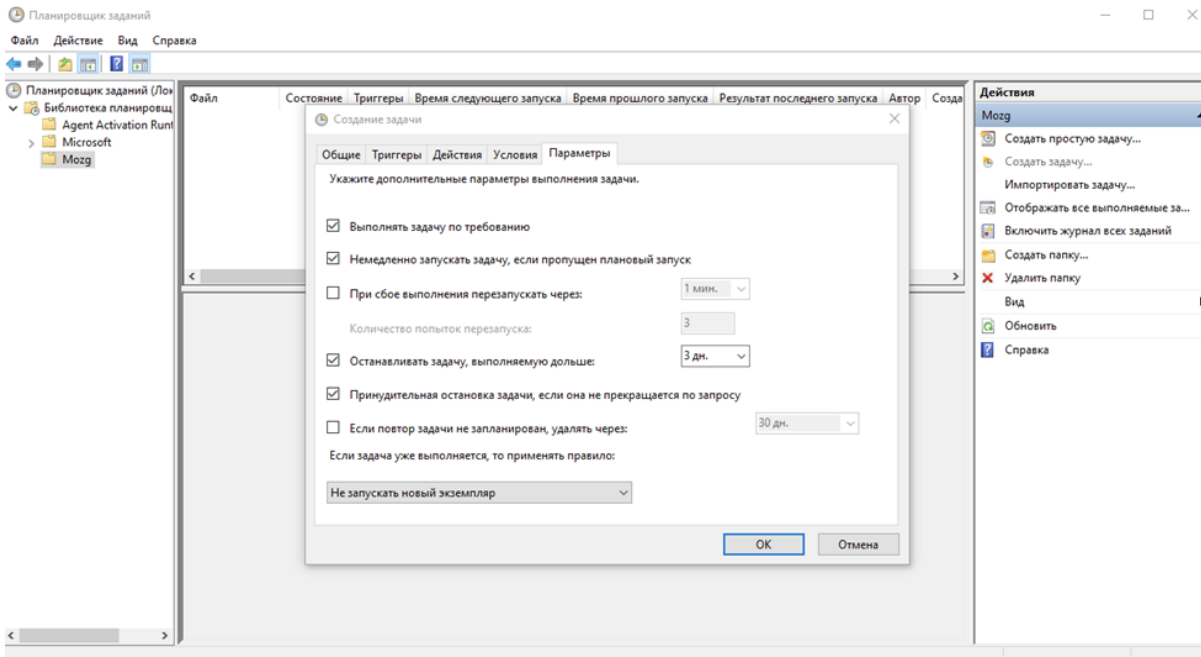 Планировщик заданий
Файл Действие Вид Справка
Планировщик заданий (Лок
Библиотека планировщ
Agent Activation Runt
Microsoft
Mozg
Файл Состояние Триггеры Время следующего запуска Время прошлого запуска Результат последнего запуска Автор Созда
Создание задачи
Общие Триггеры Действия Условия Параметры
Укажите дополнительные параметры выполнения задачи.
Выполнять задачу по требованию
Немедленно запускать задачу, если пропущен плановый запуск
При сбое выполнения перезапускать через: 1 мин.
Количество попыток перезапуска: 3
Останавливать задачу, выполняемую дольше: 3 дн.
Принудительная остановка задачи, если она не прекращается по запросу
Если повтор задачи не запланирован, удалять через: 30 дн.
Если задача уже выполняется, то применять правило:
Не запускать новый экземпляр
ОК Отмена
Действия
Mozg
Создать простую задачу...
Создать задачу...
Импортировать задачу...
Отображать все выполняемые за...
Включить журнал всех заданий
Создать папку...
Удалить папку
Вид
Обновить
Справка